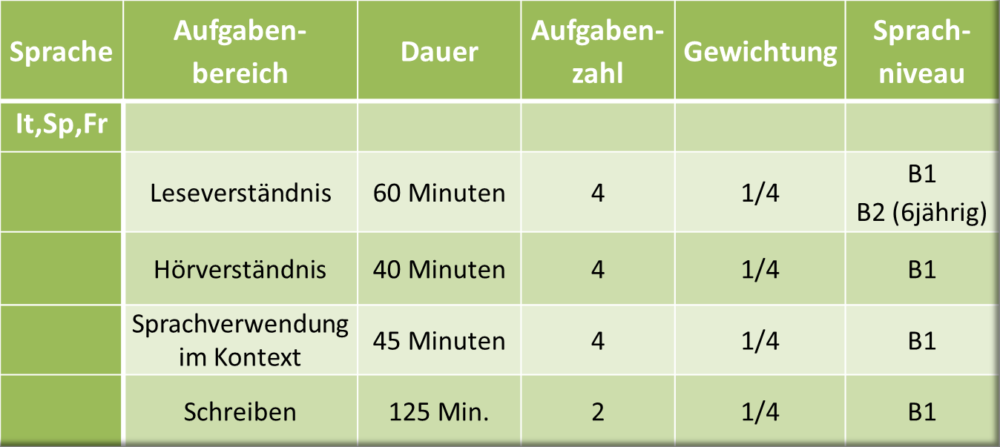 Sprache Aufgaben-bereich Dauer Aufgaben-zahl Gewichtung Sprach-niveau
It,Sp,Fr
Leseverständnis 60 Minuten 4 1/4 B1
B2 (6jährig)
Hörverständnis 40 Minuten 4 1/4 B1
Sprachverwendung
im Kontext 45 Minuten 4 1/4 B1
Schreiben 125 Min. 2 1/4 B1